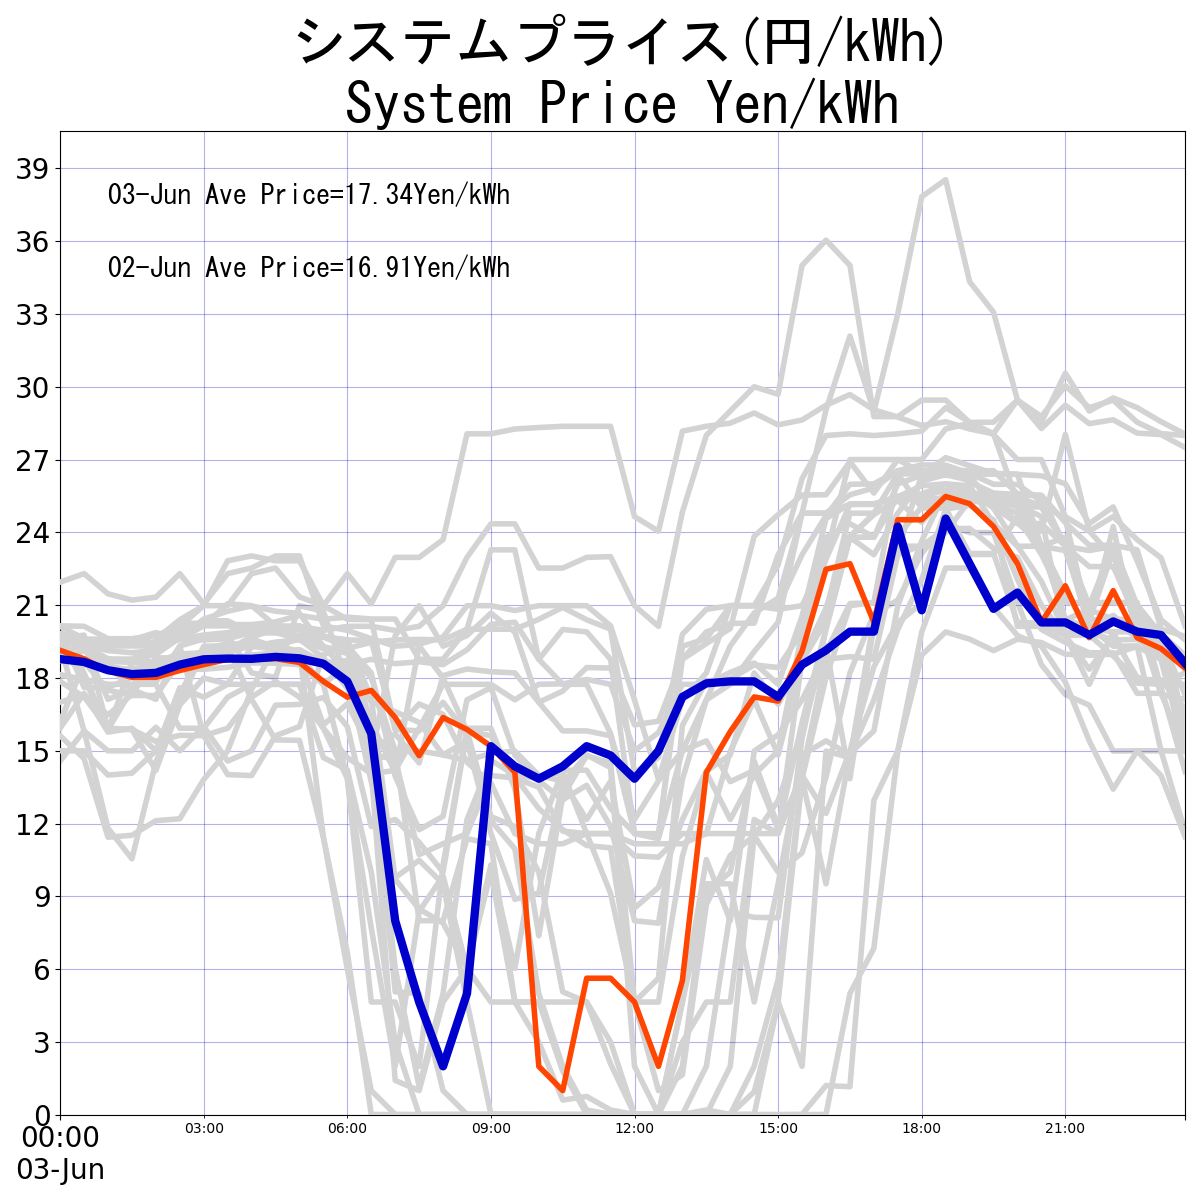 システムプライス(円/kWh)
System Price Yen/kWh
03-Jun Ave Price=17.34Yen/kWh
02-Jun Ave Price=16.91Yen/kWh
39
36
33
30
27
24
21
18
15
12
9
6
3
0
00:00 03:00 06:00 09:00 12:00 15:00 18:00 21:00
03-Jun